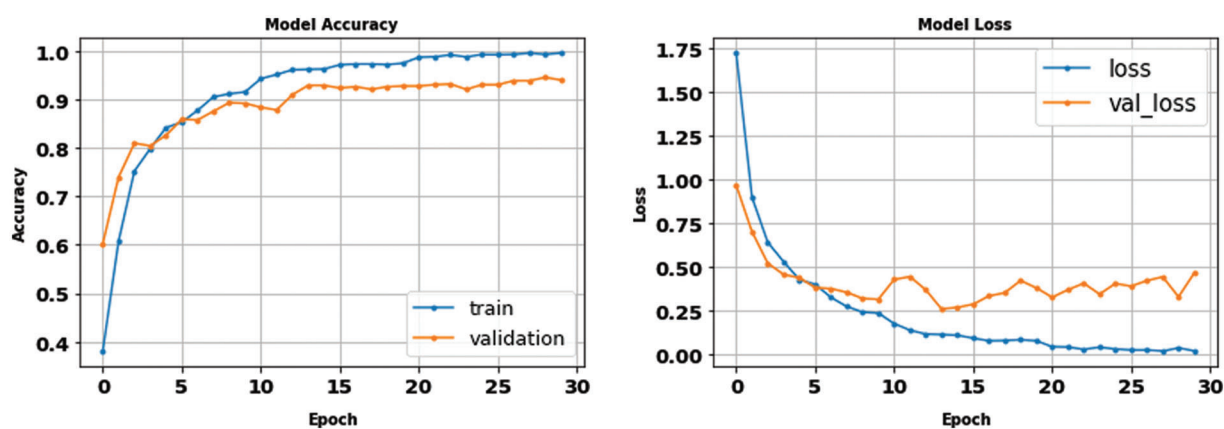 Model Accuracy
1.0
0.9
0.8
0.7
0.6
0.5
0.4
Accuracy
train
validation
0 5 10 15 20 25 30
Epoch
Model Loss
1.75
1.50
1.25
1.00
0.75
0.50
0.25
0.00
Loss
loss
val_loss
0 5 10 15 20 25 30
Epoch